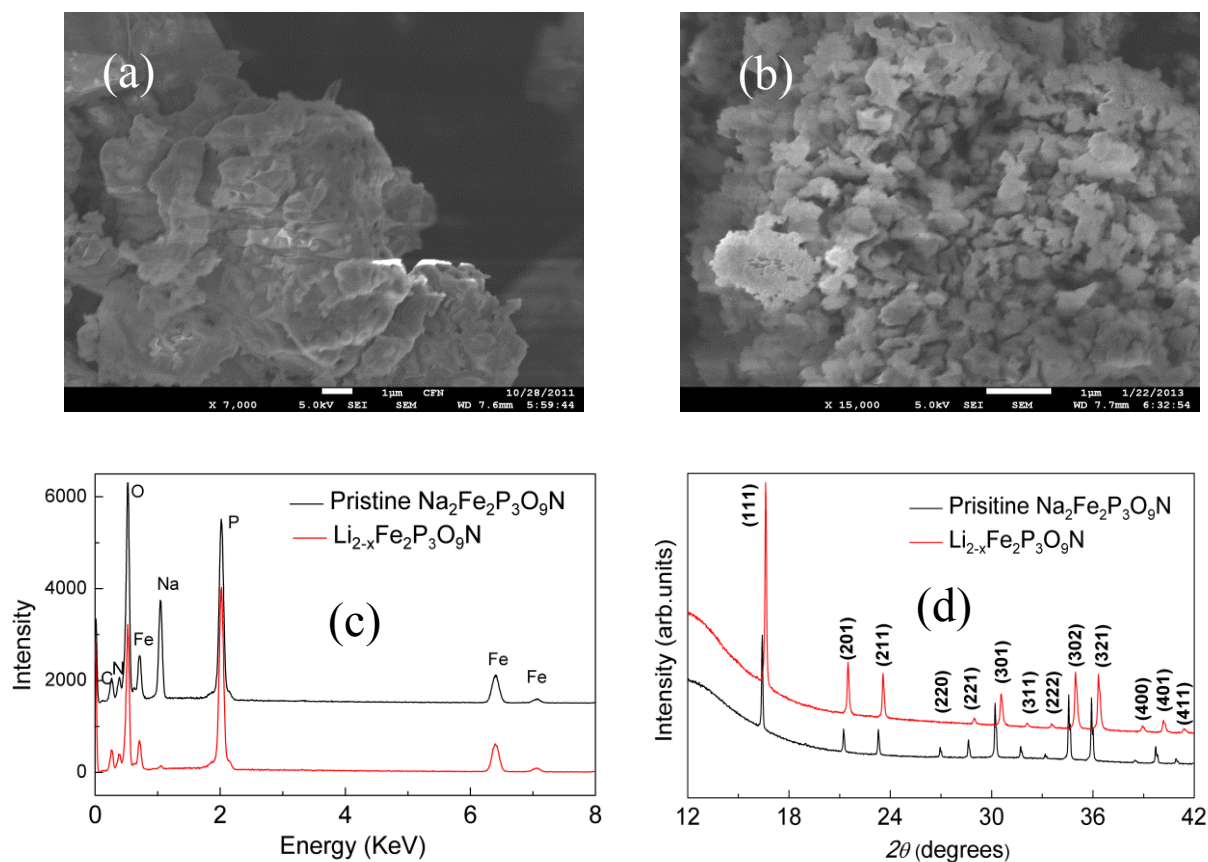 (a)
1µm CFN 10/28/2011
X 7,000 5.0kV SEI SEM WD 7.6mm 5:59:44
(b)
1µm 1/22/2013
X 15,000 5.0kV SEI SEM WD 7.7mm 6:32:54
6000
4000
2000
0
Intensity
O
Na
P
C
N
Fe
Fe
Fe
Pristine Na₂Fe₂P₃O₉N
Li₂₋ₓFe₂P₃O₉N
(c)
0 2 4 6 8
Energy (KeV)
Intensity (arb.units)
(111)
(201)
(211)
(220)
(221)
(301)
(311)
(222)
(302)
(321)
(400)
(401)
(411)
Prisitine Na₂Fe₂P₃O₉N
Li₂₋ₓFe₂P₃O₉N
(d)
12 18 24 30 36 42
2θ (degrees)